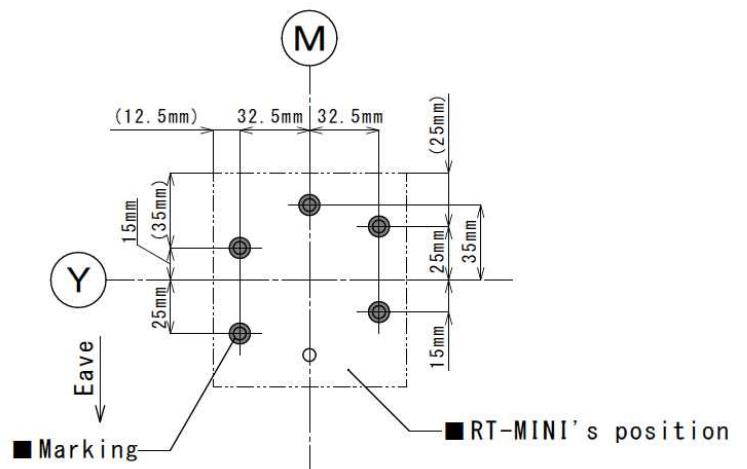 M
(12.5mm)
32.5mm
32.5mm
(25mm)
(35mm)
15mm
25mm
35mm
Y
25mm
15mm
Eave
■RT-MINI's position
■Marking